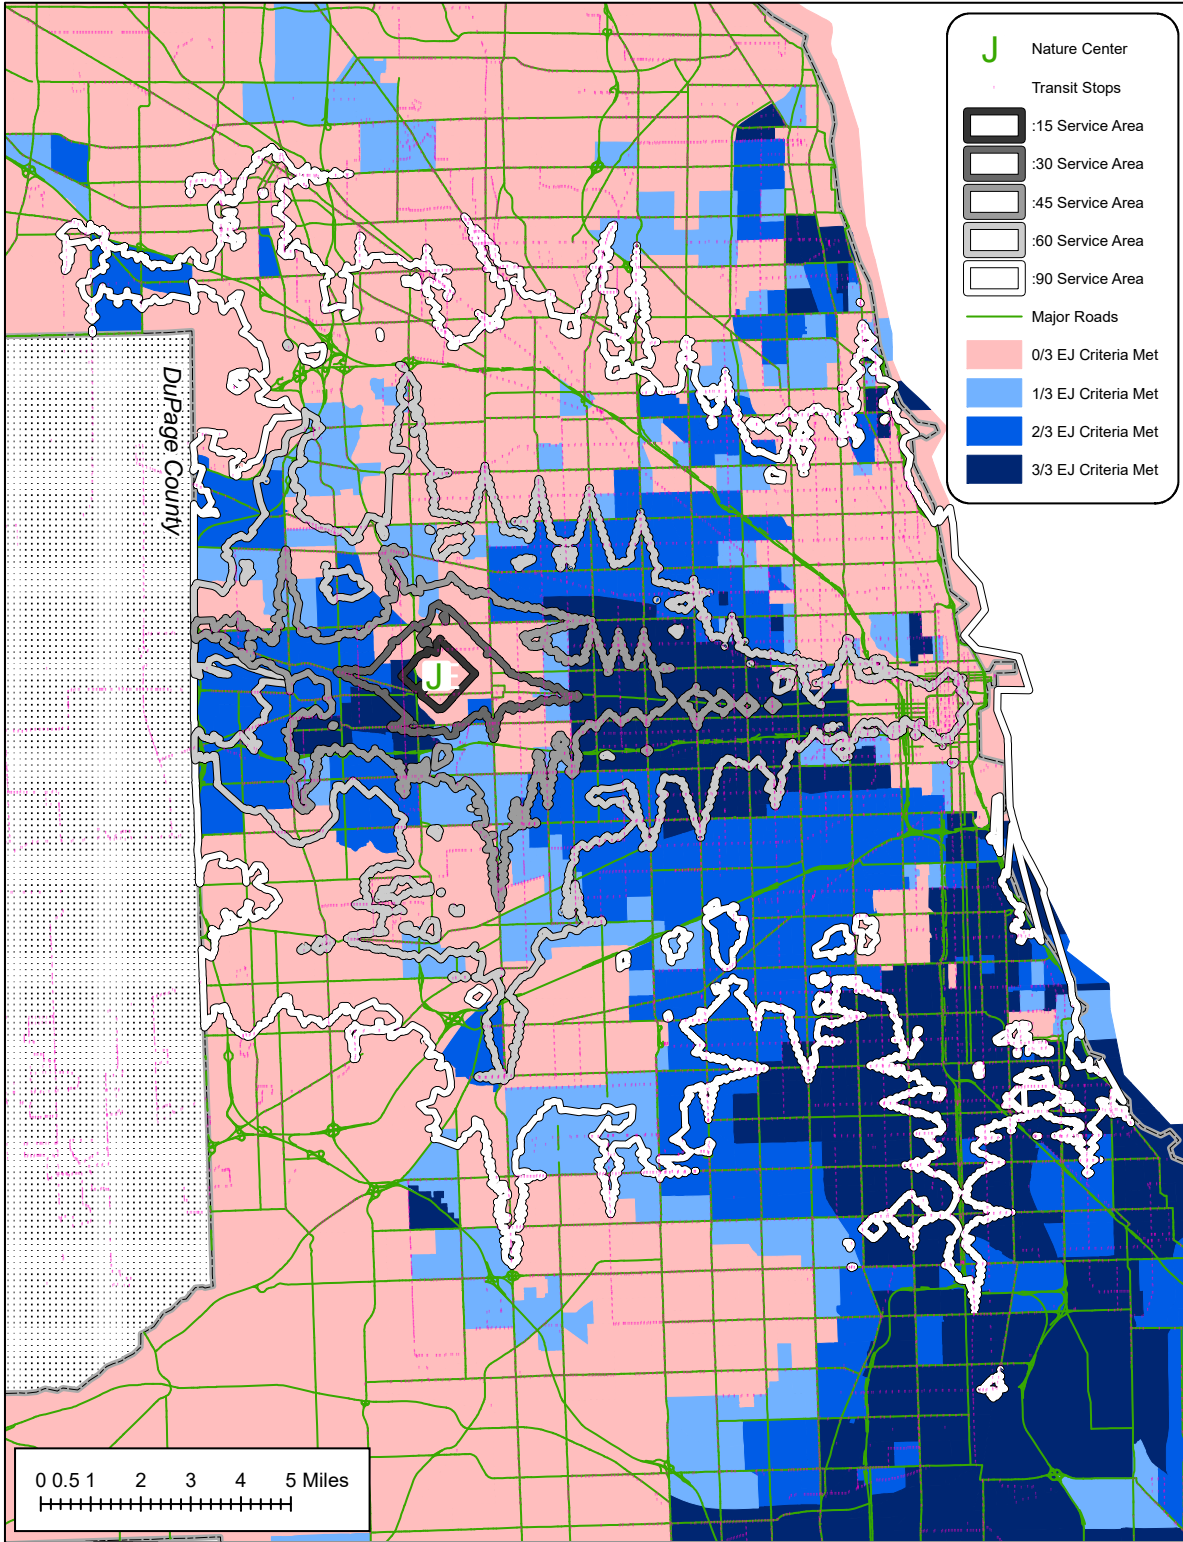 J Nature Center
Transit Stops
:15 Service Area
:30 Service Area
:45 Service Area
:60 Service Area
:90 Service Area
Major Roads
0/3 EJ Criteria Met
1/3 EJ Criteria Met
2/3 EJ Criteria Met
3/3 EJ Criteria Met
DuPage County
J
0 0.5 1 2 3 4 5 Miles